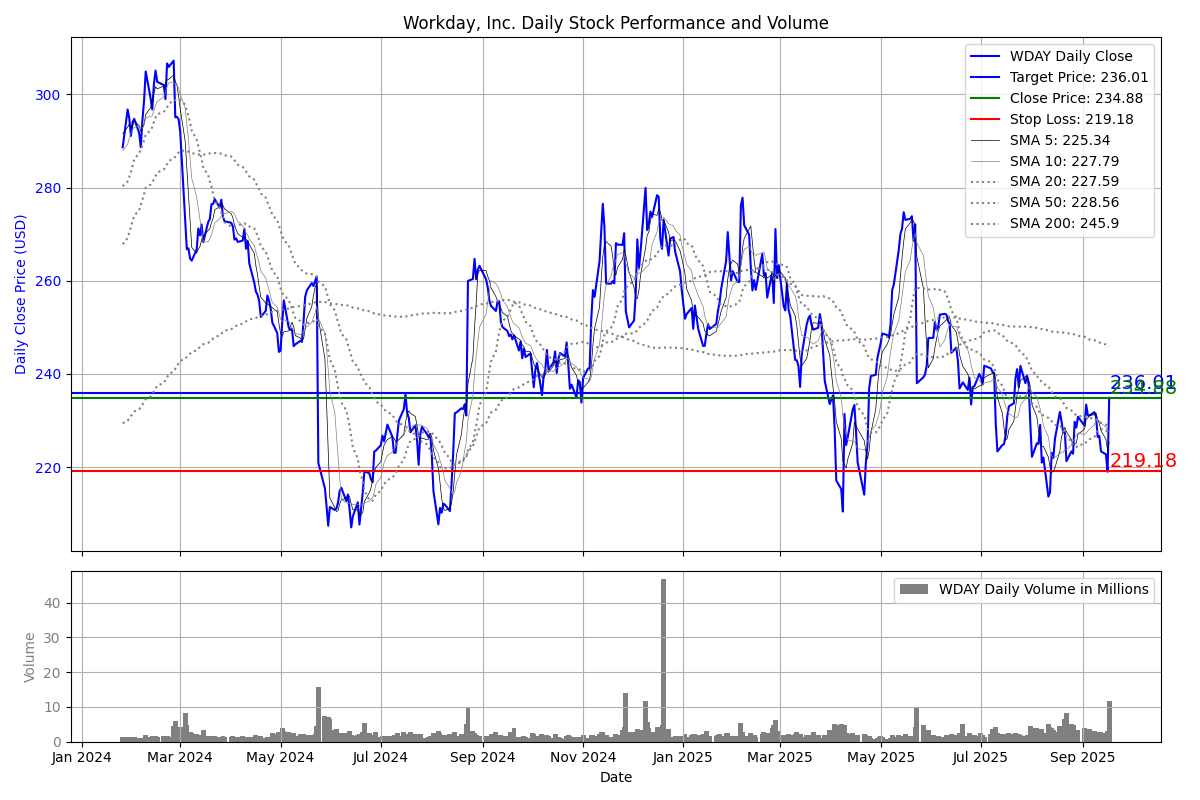 Workday, Inc. Daily Stock Performance and Volume
Daily Close Price (USD)
300
280
260
240
220
WDAY Daily Close
Target Price: 236.01
Close Price: 234.88
Stop Loss: 219.18
SMA 5: 225.34
SMA 10: 227.79
SMA 20: 227.59
SMA 50: 228.56
SMA 200: 245.9
236.01
234.88
219.18
Volume
40
30
20
10
0
WDAY Daily Volume in Millions
Jan 2024 Mar 2024 May 2024 Jul 2024 Sep 2024 Nov 2024 Jan 2025 Mar 2025 May 2025 Jul 2025 Sep 2025
Date